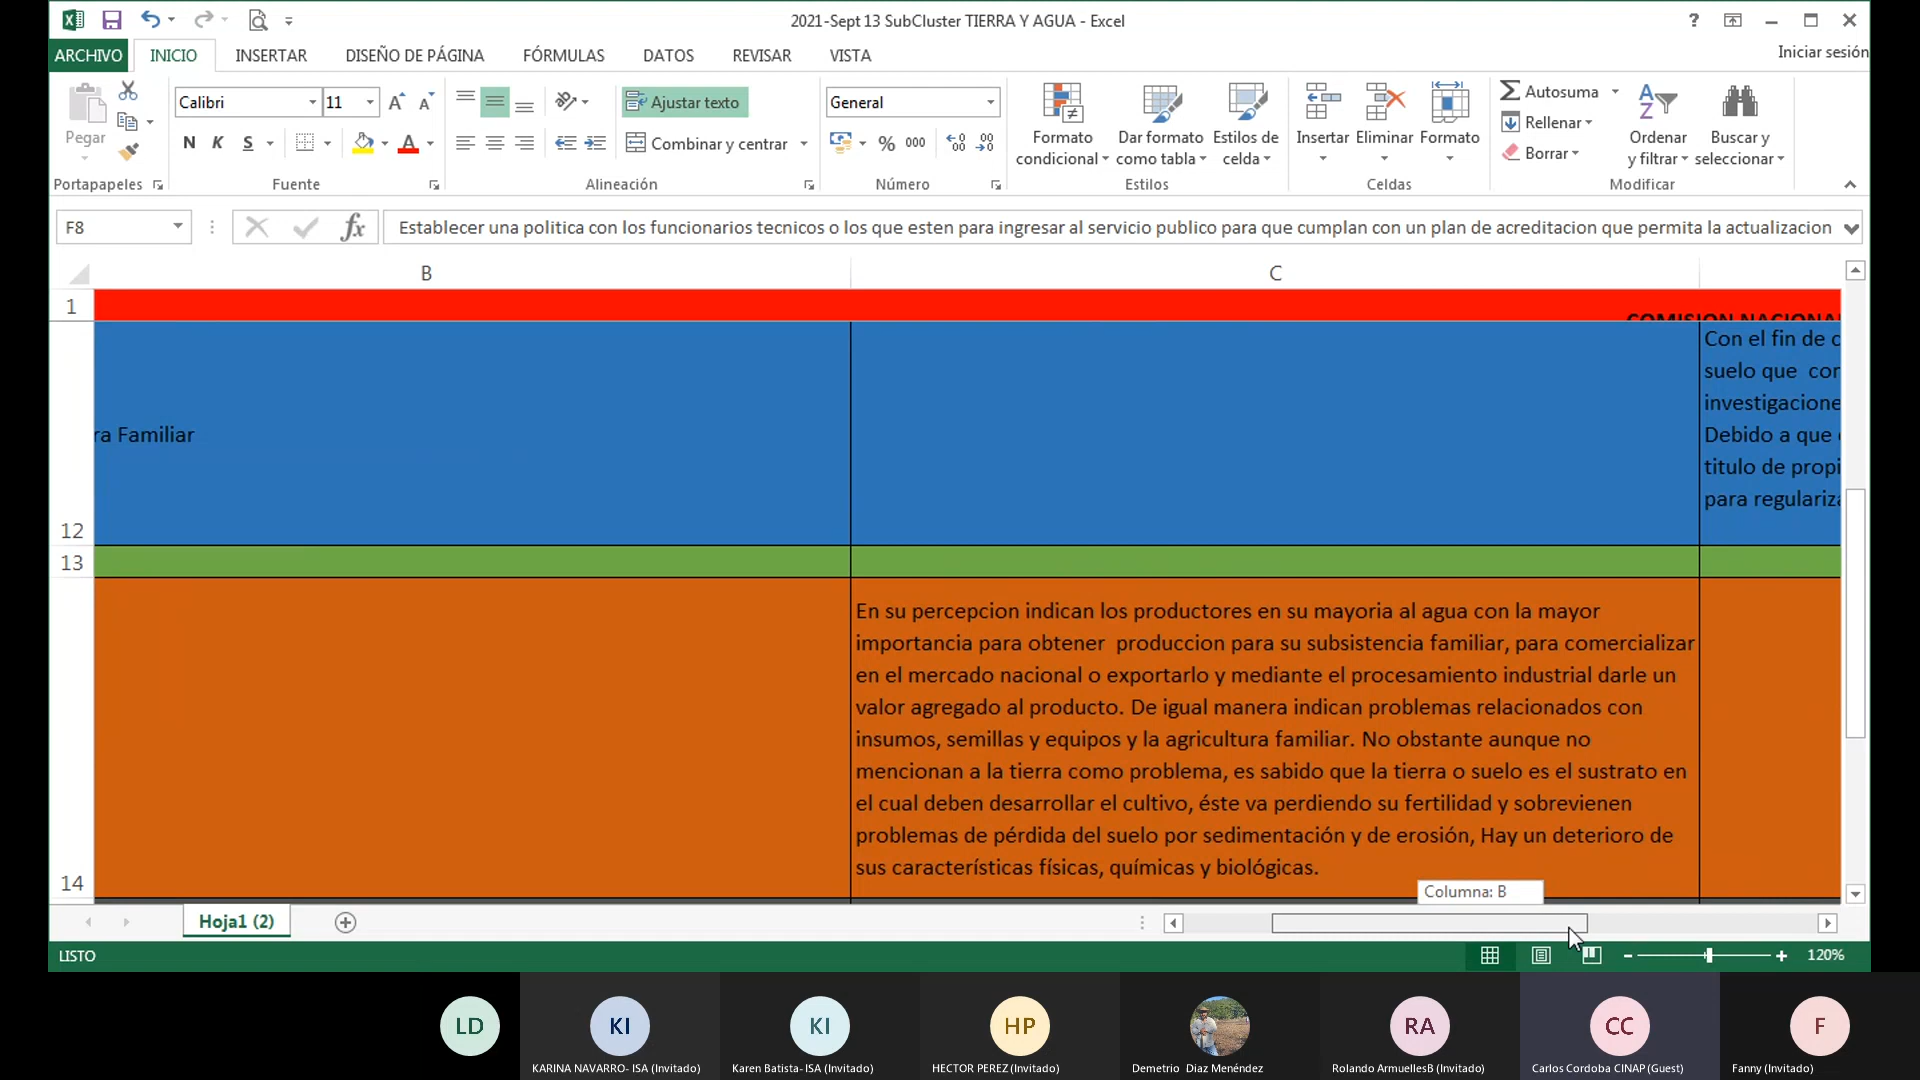 2021-Sept 13 SubCluster TIERRA Y AGUA - Excel
ARCHIVO INICIO INSERTAR DISEÑO DE PÁGINA FÓRMULAS DATOS REVISAR VISTA Iniciar sesión
Pegar
Portapapeles
Calibri 11
N K S
Fuente
Ajustar texto
Combinar y centrar
Alineación
General
% 000
Número
Formato condicional
Dar formato como tabla
Estilos de celda
Estilos
Insertar Eliminar Formato
Celdas
Autosuma
Rellenar
Borrar
Ordenar y filtrar
Buscar y seleccionar
Modificar
F8 fx Establecer una politica con los funcionarios tecnicos o los que esten para ingresar al servicio publico para que cumplan con un plan de acreditacion que permita la actualizacion
B C
1
COMISION NACIONA
ra Familiar
Con el fin de
suelo que
investigacione
Debido a que
titulo de propi
para regulariza
12
13
En su percepcion indican los productores en su mayoria al agua con la mayor
importancia para obtener produccion para su subsistencia familiar, para comercializar
en el mercado nacional o exportarlo y mediante el procesamiento industrial darle un
valor agregado al producto. De igual manera indican problemas relacionados con
insumos, semillas y equipos y la agricultura familiar. No obstante aunque no
mencionan a la tierra como problema, es sabido que la tierra o suelo es el sustrato en
el cual deben desarrollar el cultivo, éste va perdiendo su fertilidad y sobrevienen
problemas de pérdida del suelo por sedimentación y de erosión, Hay un deterioro de
sus características físicas, químicas y biológicas.
14
Columna: B
Hoja1 (2)
LISTO 120%
LD KI KI HP RA CC F
KARINA NAVARRO- ISA (Invitado) Karen Batista- ISA (Invitado) HECTOR PEREZ (Invitado) Demetrio Diaz Menéndez Rolando ArmuellesB (Invitado) Carlos Cordoba CINAP (Guest) Fanny (Invitado)